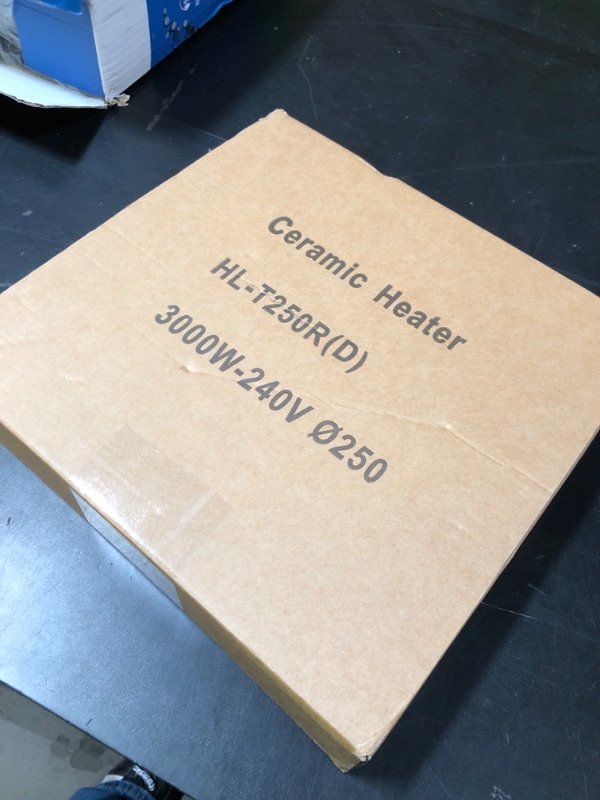 Ceramic Heater
HL-T250R(D)
3000W-240V Ø250